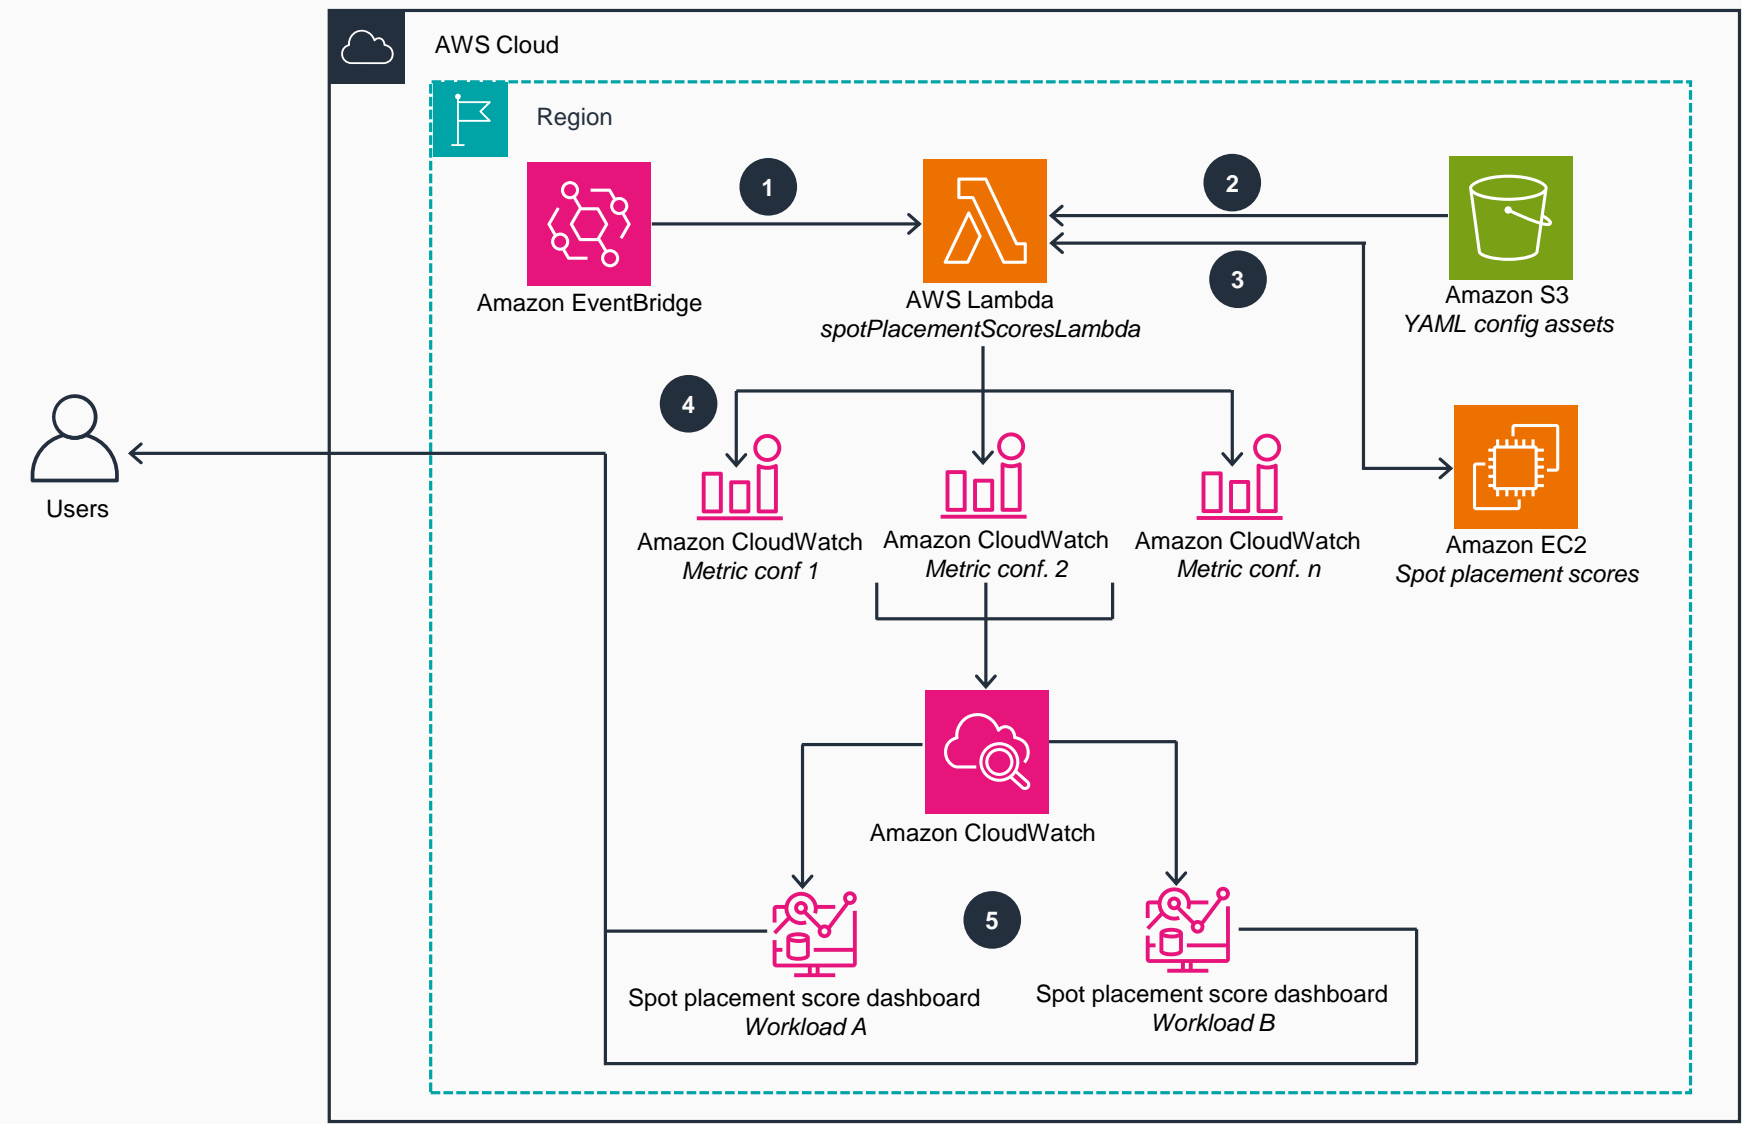 AWS Cloud
Region
1
2
3
Amazon EventBridge
AWS Lambda
spotPlacementScoresLambda
Amazon S3
YAML config assets
4
Users
Amazon CloudWatch
Metric conf 1
Amazon CloudWatch
Metric conf. 2
Amazon CloudWatch
Metric conf. n
Amazon EC2
Spot placement scores
Amazon CloudWatch
5
Spot placement score dashboard
Workload A
Spot placement score dashboard
Workload B